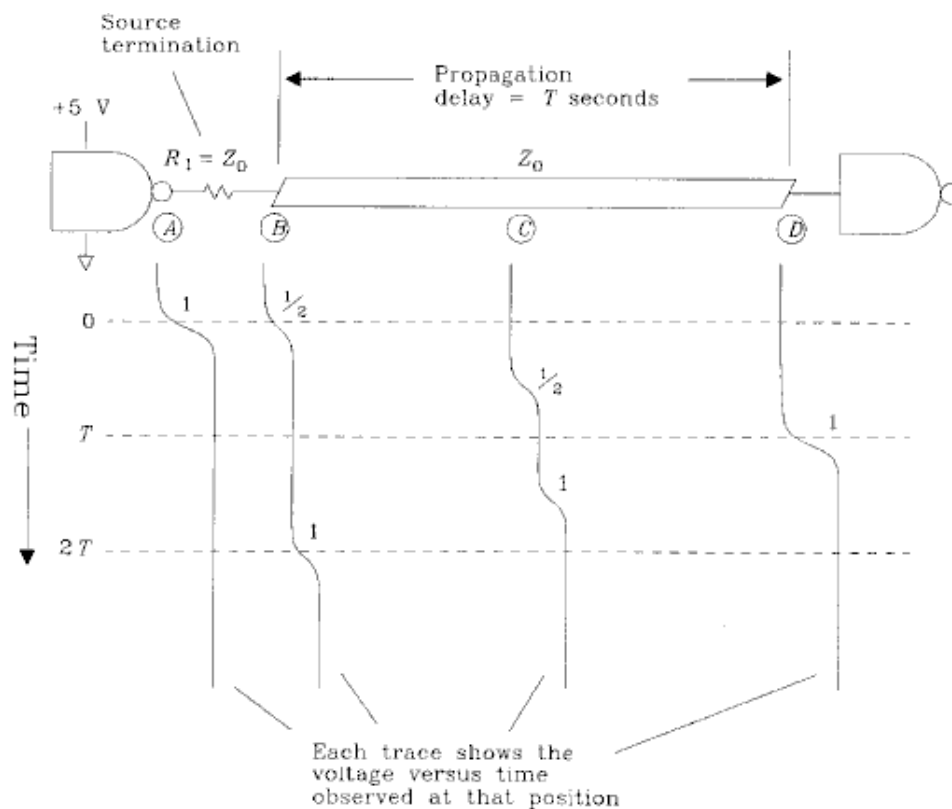 Source
termination
Propagation
delay = T seconds
+5 V
R₁ = Z₀
Z₀
A
B
C
D
1
1/2
0
1/2
T
1
1
1
2T
Time
Each trace shows the
voltage versus time
observed at that position